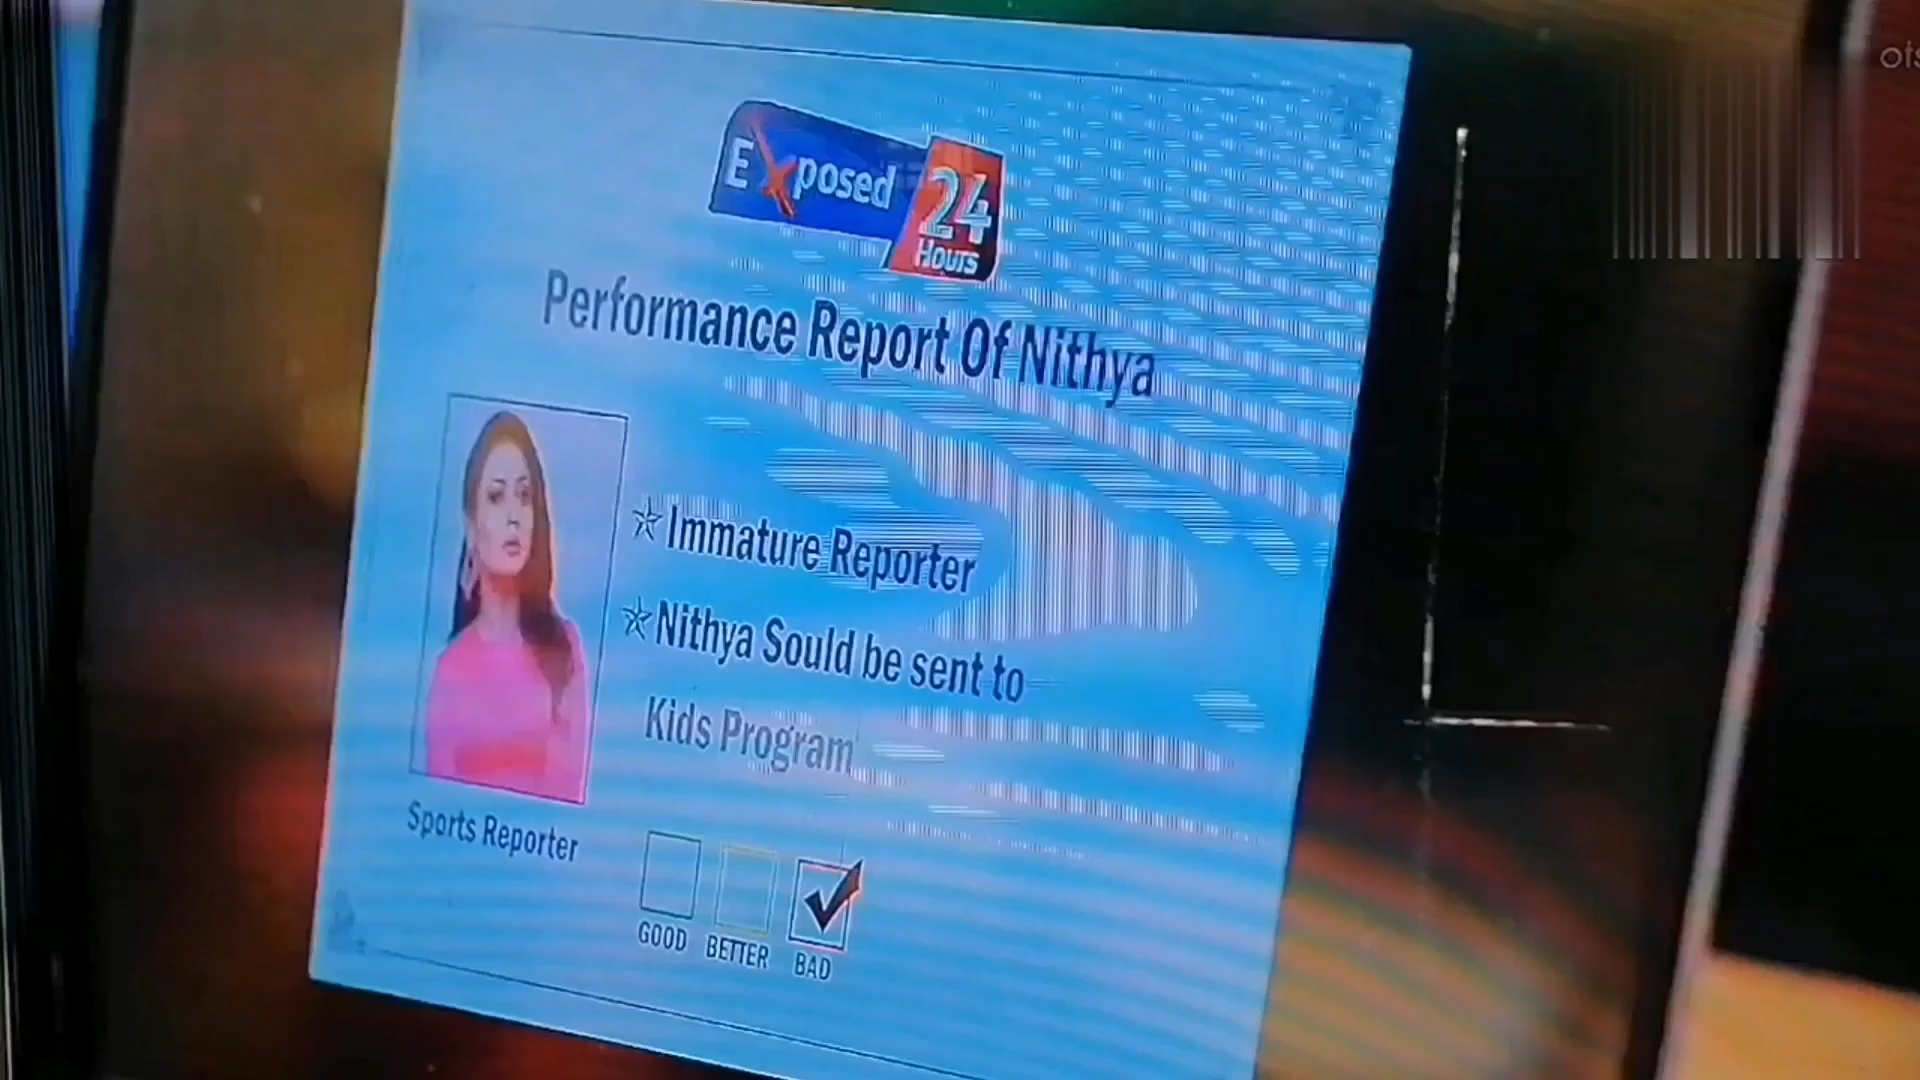 Exposed
24
Hours
Performance Report Of Nithya
Immature Reporter
Nithya Sould be sent to
Kids Program
Sports Reporter
GOOD BETTER BAD